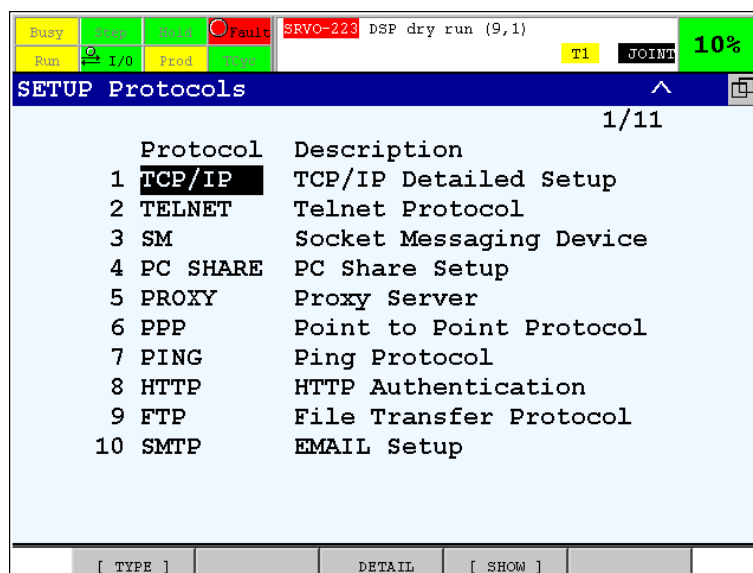 Busy Step Hold Fault SRVO-223 DSP dry run (9,1)
Run I/O Prod TCyc T1 JOINT 10%
SETUP Protocols
1/11
Protocol Description
1 TCP/IP TCP/IP Detailed Setup
2 TELNET Telnet Protocol
3 SM Socket Messaging Device
4 PC SHARE PC Share Setup
5 PROXY Proxy Server
6 PPP Point to Point Protocol
7 PING Ping Protocol
8 HTTP HTTP Authentication
9 FTP File Transfer Protocol
10 SMTP EMAIL Setup
[ TYPE ] DETAIL [ SHOW ]